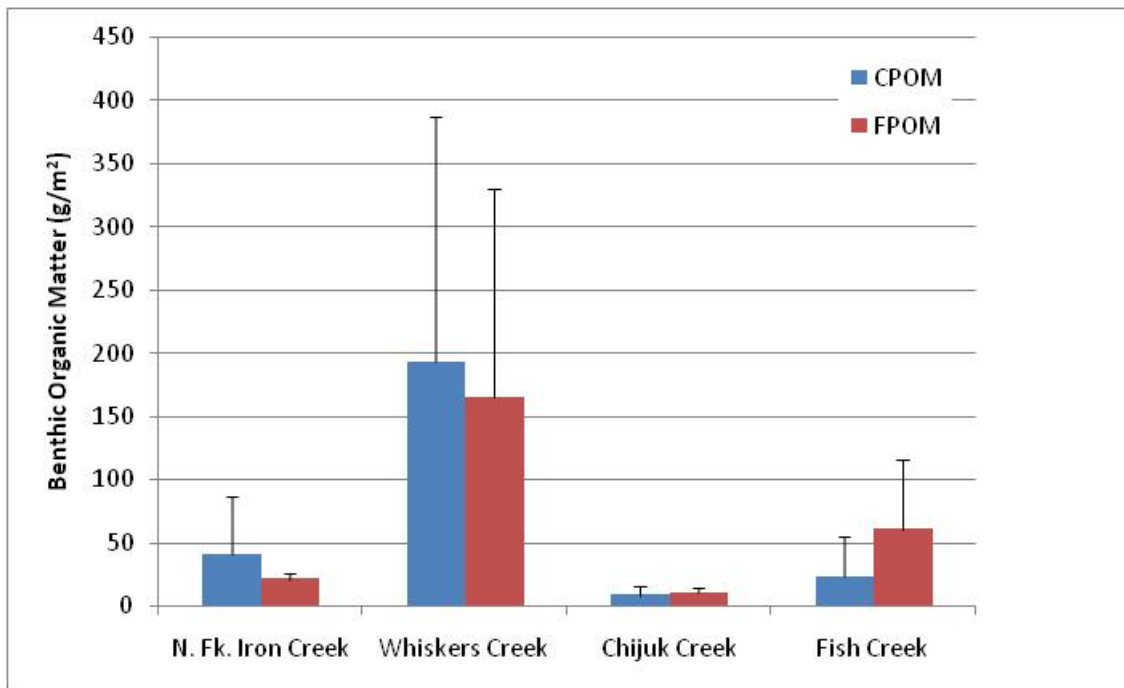 450
400
350
300
250
200
150
100
50
0
Benthic Organic Matter (g/m²)
CPOM
FPOM
N. Fk. Iron Creek Whiskers Creek Chijuk Creek Fish Creek